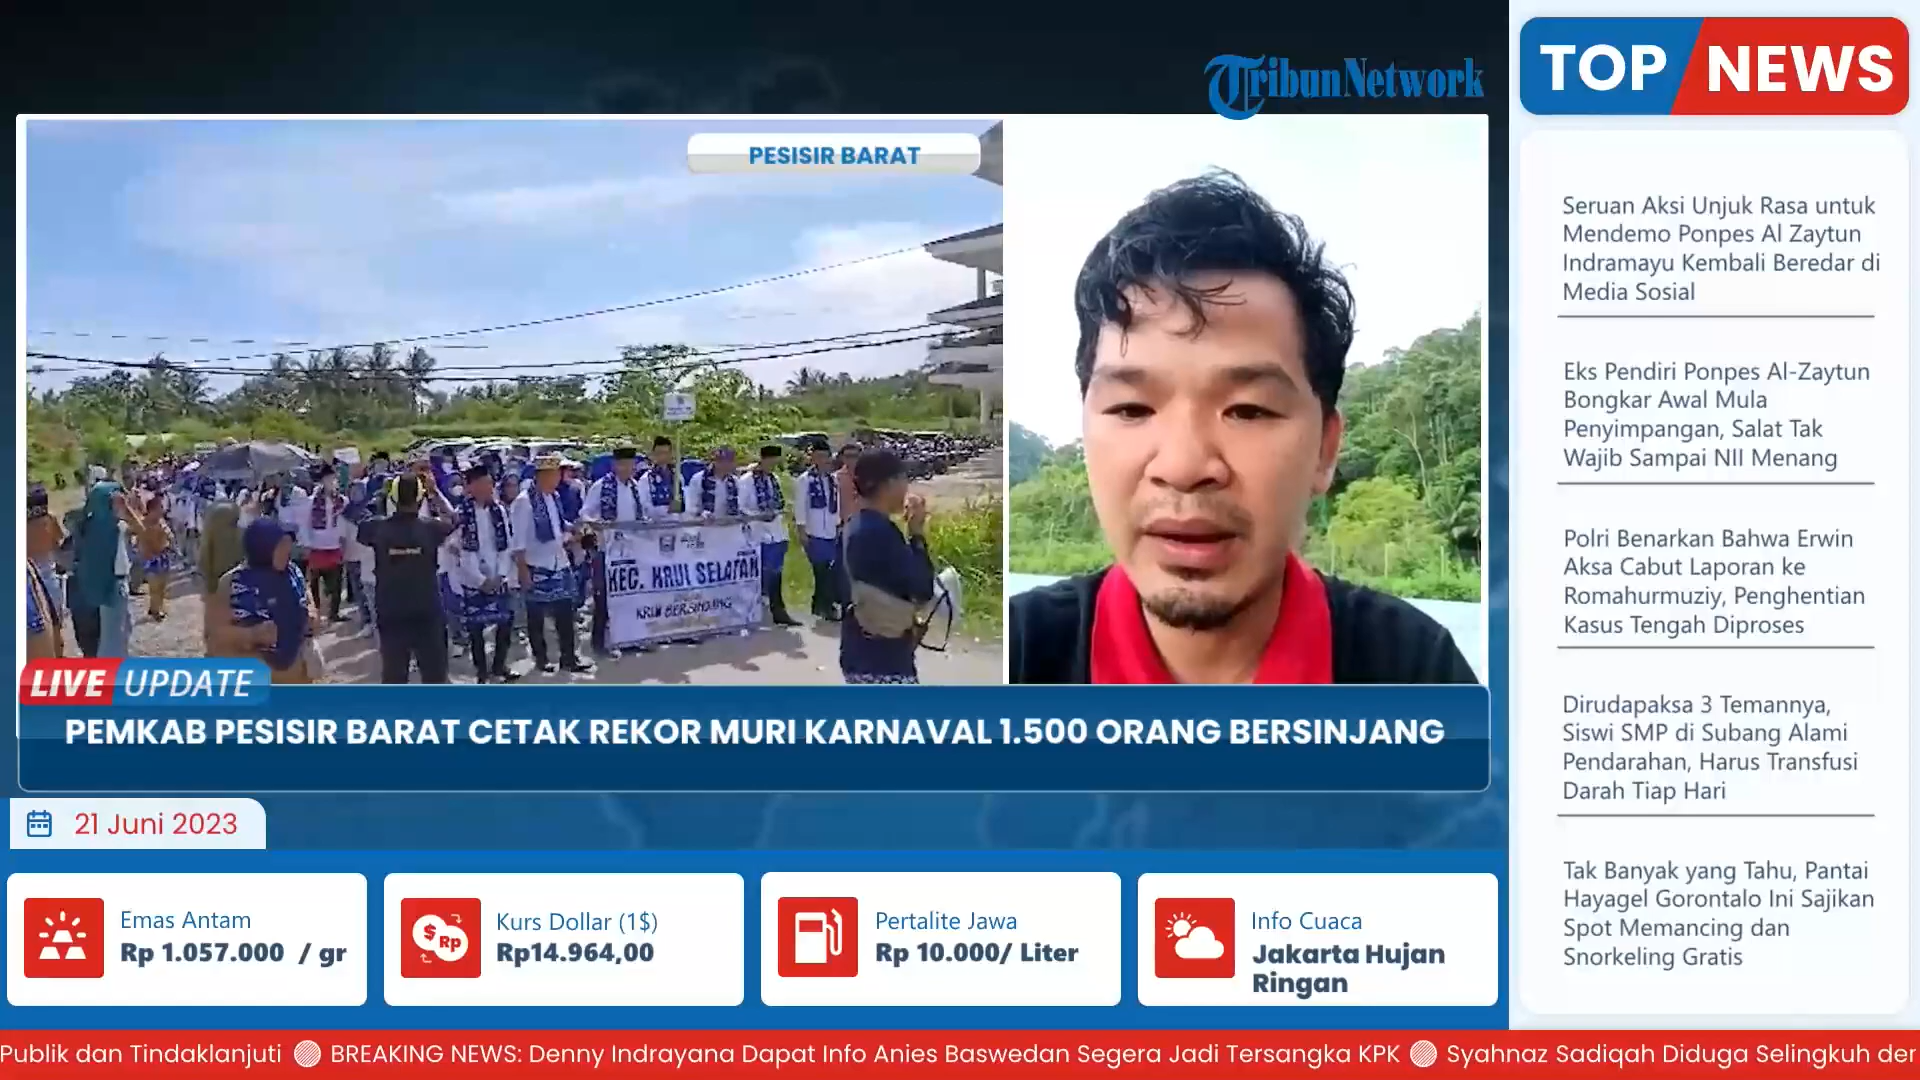 TribunNetwork
PESISIR BARAT
KEC. KRUI SELATAN
KRUI BERSINJANG
LIVE UPDATE
PEMKAB PESISIR BARAT CETAK REKOR MURI KARNAVAL 1.500 ORANG BERSINJANG
21 Juni 2023
Emas Antam
Rp 1.057.000 / gr
Kurs Dollar (1$)
Rp14.964,00
Pertalite Jawa
Rp 10.000/ Liter
Info Cuaca
Jakarta Hujan
Ringan
TOP NEWS
Seruan Aksi Unjuk Rasa untuk
Mendemo Ponpes Al Zaytun
Indramayu Kembali Beredar di
Media Sosial
Eks Pendiri Ponpes Al-Zaytun
Bongkar Awal Mula
Penyimpangan, Salat Tak
Wajib Sampai NII Menang
Polri Benarkan Bahwa Erwin
Aksa Cabut Laporan ke
Romahurmuziy, Penghentian
Kasus Tengah Diproses
Dirudapaksa 3 Temannya,
Siswi SMP di Subang Alami
Pendarahan, Harus Transfusi
Darah Tiap Hari
Tak Banyak yang Tahu, Pantai
Hayagel Gorontalo Ini Sajikan
Spot Memancing dan
Snorkeling Gratis
Publik dan Tindaklanjuti BREAKING NEWS: Denny Indrayana Dapat Info Anies Baswedan Segera Jadi Tersangka KPK Syahnaz Sadiqah Diduga Selingkuh der